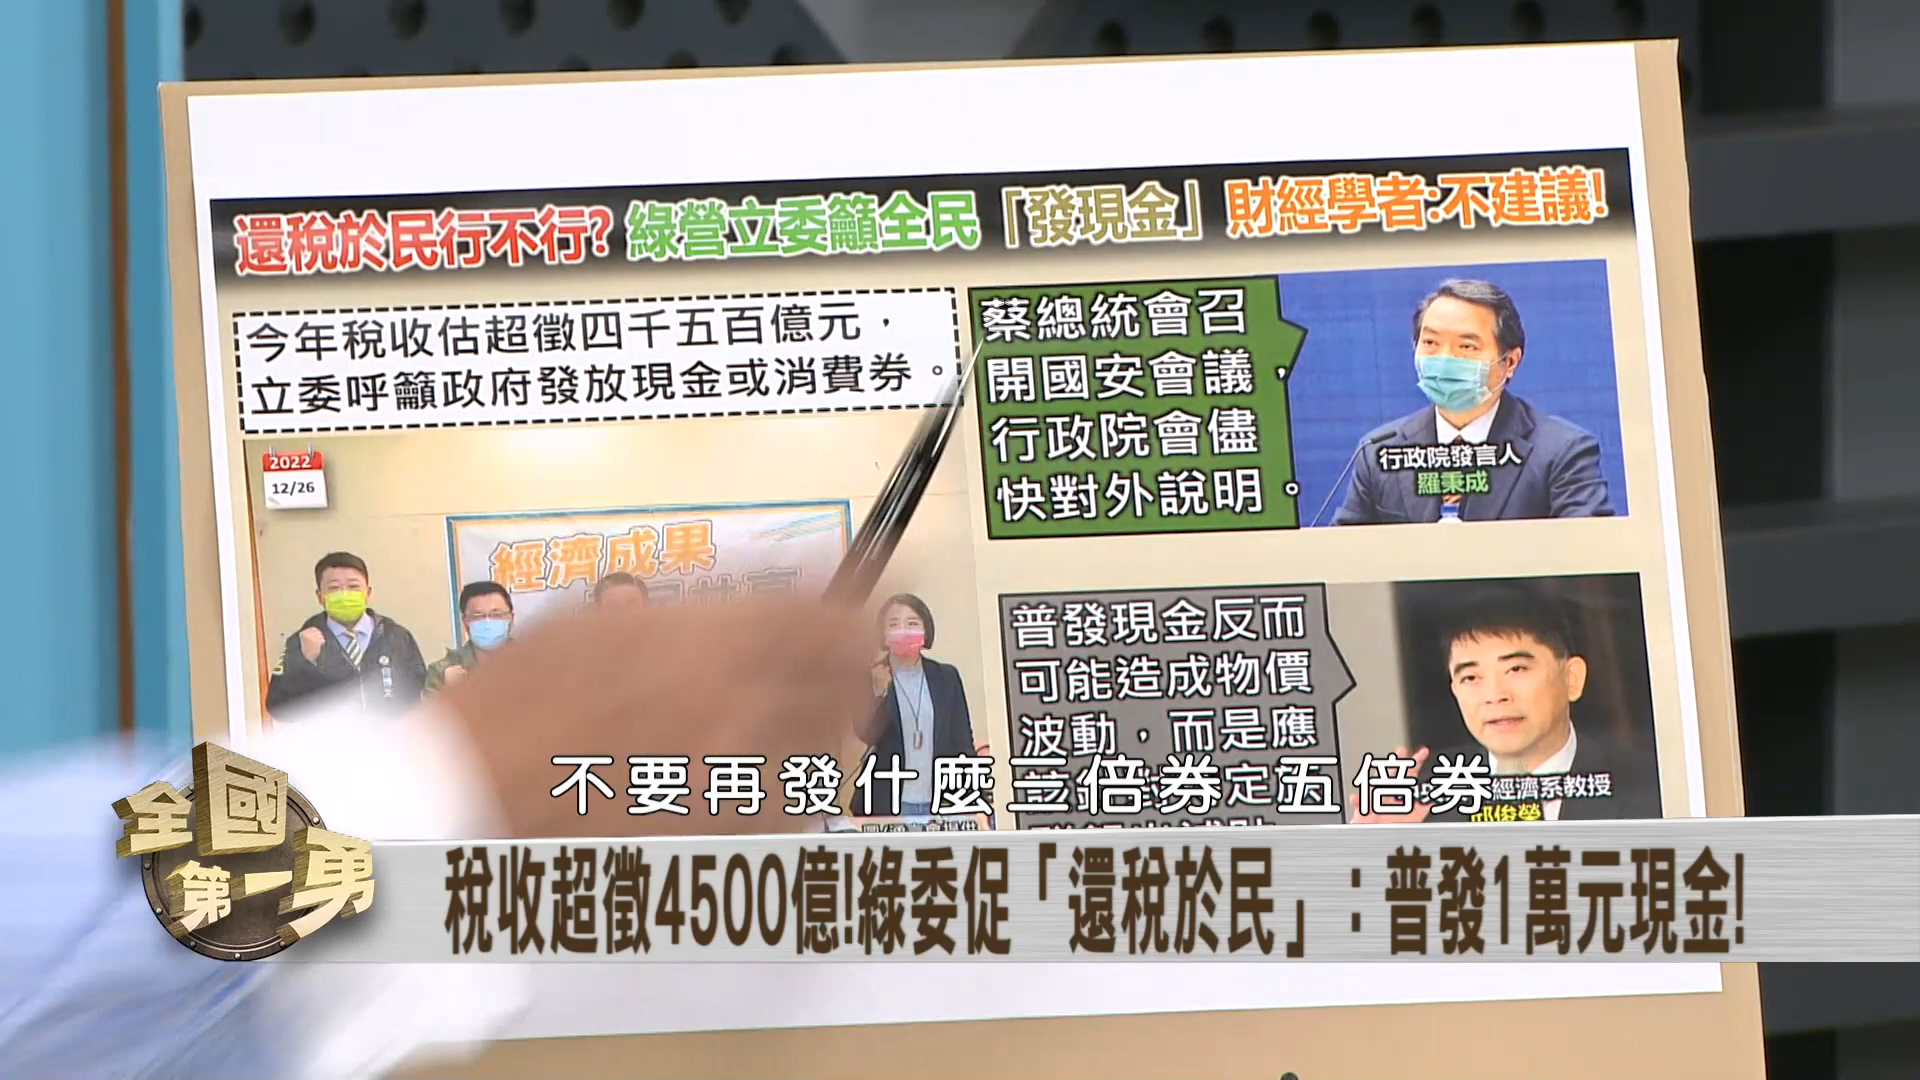 還稅於民行不行? 綠營立委籲全民「發現金」財經學者:不建議!
今年稅收估超徵四千五百億元，
立委呼籲政府發放現金或消費券。
2022
12/26
經濟成果
何博文
蔡總統會召
開國安會議，
行政院會儘
快對外說明。
行政院發言人
羅秉成
普發現金反而
可能造成物價
波動，而是應
經濟系教授
邱俊榮
不要再發什麼三倍券 五倍券
全國
第一勇
稅收超徵4500億!綠委促「還稅於民」：普發1萬元現金!